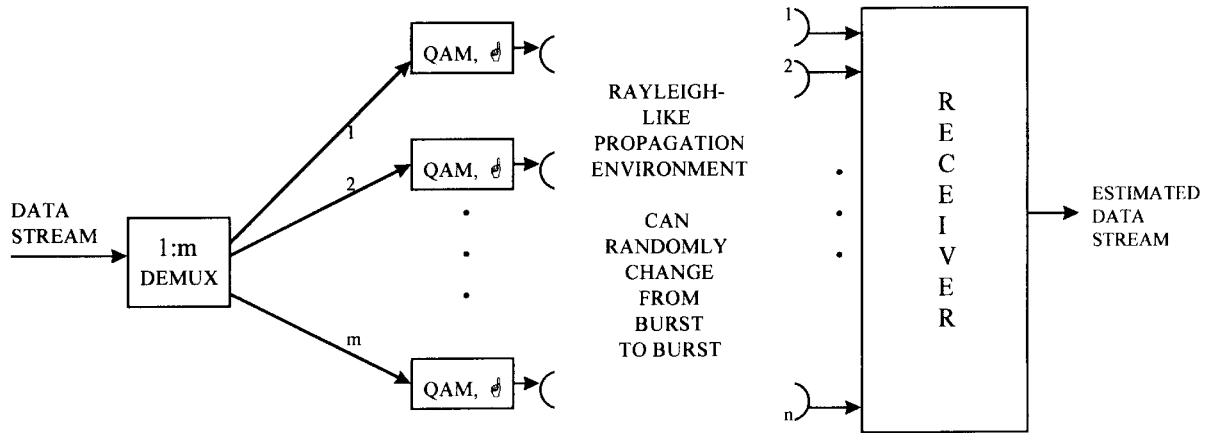 DATA
STREAM
1:m
DEMUX
1
2
m
QAM, ☝
QAM, ☝
QAM, ☝
RAYLEIGH-
LIKE
PROPAGATION
ENVIRONMENT
CAN
RANDOMLY
CHANGE
FROM
BURST
TO BURST
1
2
n
RECEIVER
ESTIMATED
DATA
STREAM